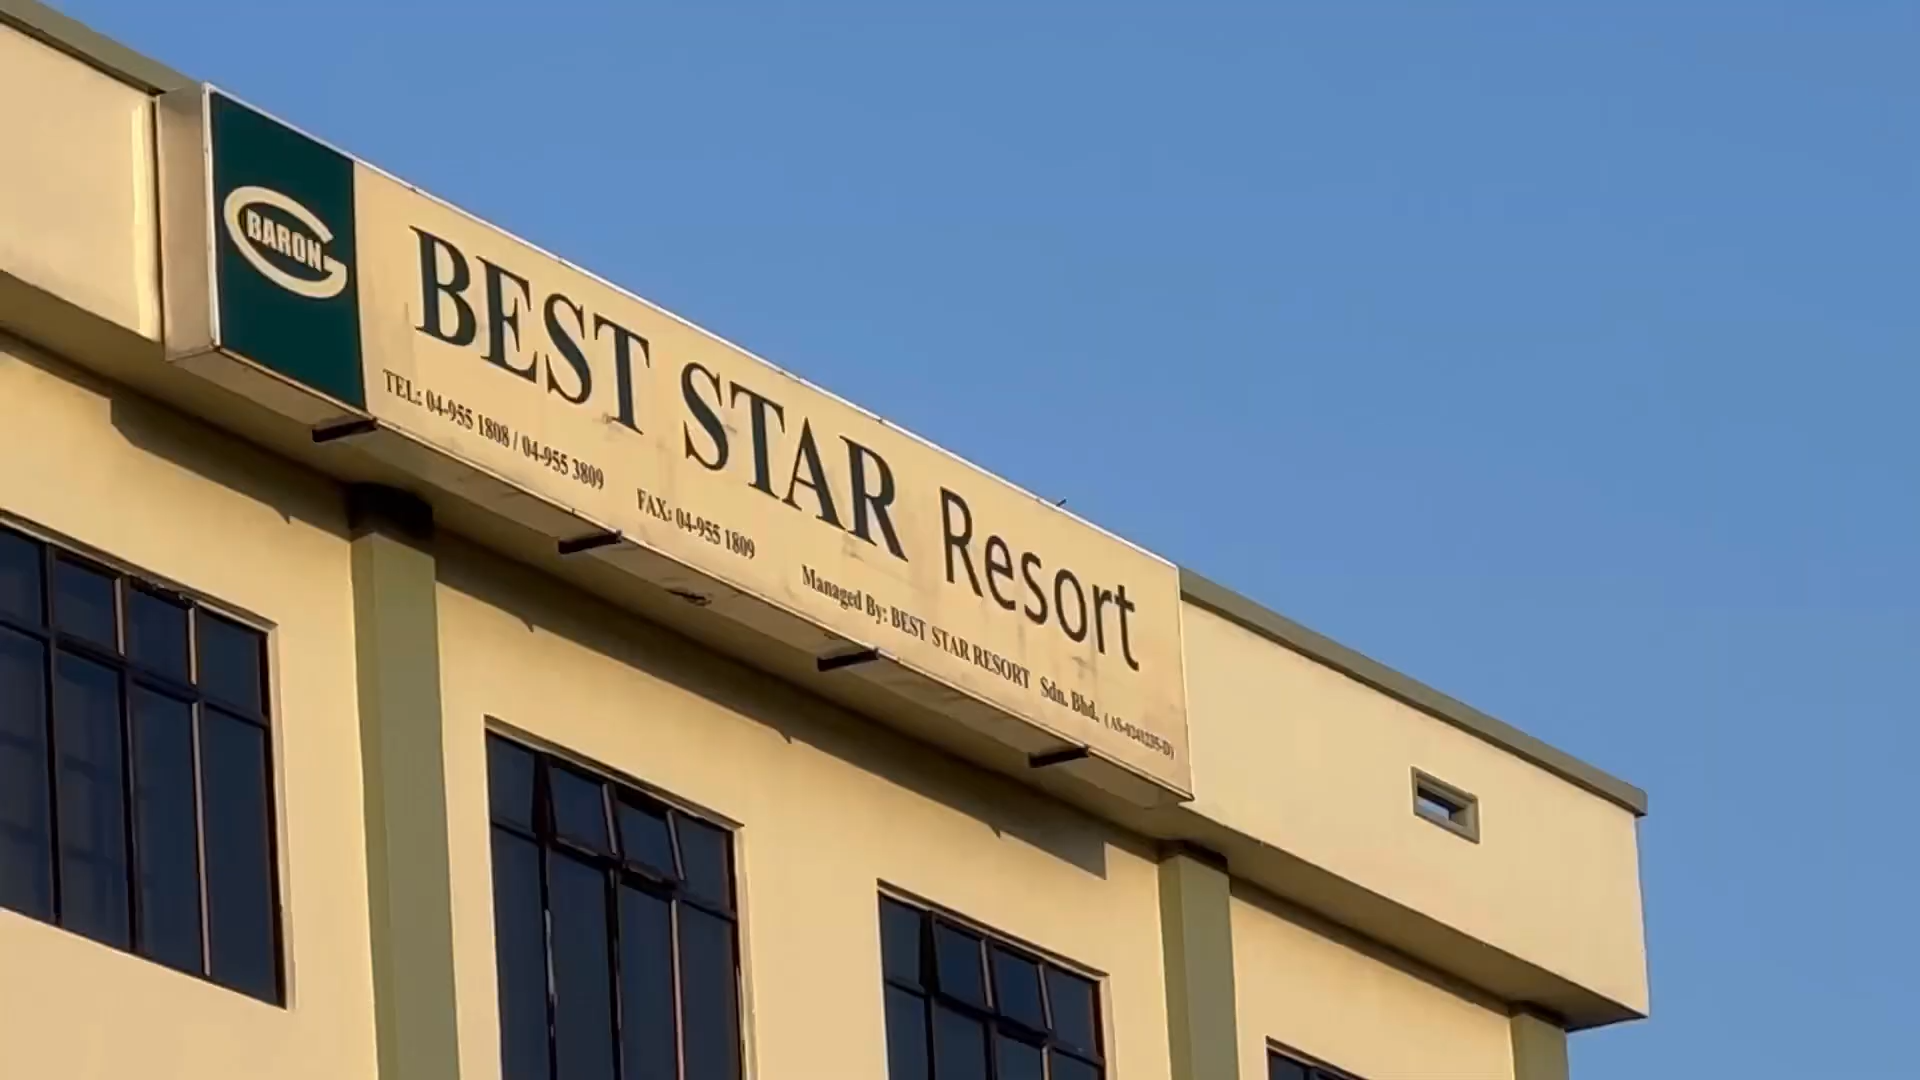 BARON
BEST STAR Resort
TEL: 04-955 1808 / 04-955 3809 FAX: 04-955 1809 Managed By: BEST STAR RESORT Sdn. Bhd.